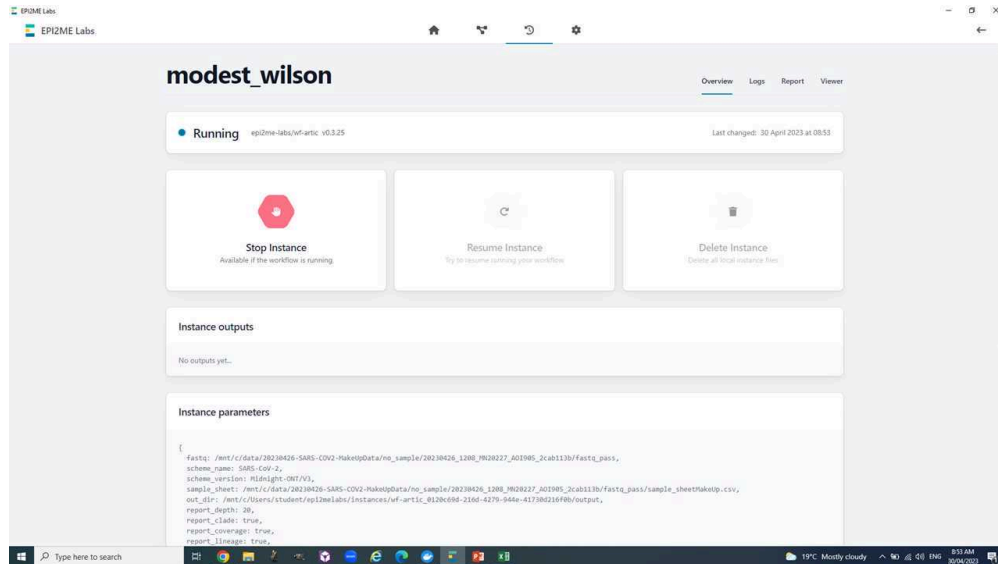 EPI2ME Labs
EPI2ME Labs
modest_wilson
Overview Logs Report Viewer
Running epi2me-labs/wf-artic v0.3.25 Last changed: 30 April 2023 at 08:53
Stop Instance
Available if the workflow is running.
Resume Instance
Try to resume running your workflow.
Delete Instance
Delete all local instance files.
Instance outputs
No outputs yet...
Instance parameters
{
fastq: /mnt/c/data/20230426-SARS-COV2-MakeUpData/no_sample/20230426_1208_MN20227_AOI905_2cab113b/fastq_pass,
scheme_name: SARS-CoV-2,
scheme_version: Midnight-ONT/V3,
sample_sheet: /mnt/c/data/20230426-SARS-COV2-MakeUpData/no_sample/20230426_1208_MN20227_AOI905_2cab113b/fastq_pass/sample_sheetMakeUp.csv,
out_dir: /mnt/c/Users/student/epi2melabs/instances/wf-artic_0120c69d-216d-4279-944e-41730d216f0b/output,
report_depth: 20,
report_clade: true,
report_coverage: true,
report_lineage: true,
Type here to search
19°C Mostly cloudy ENG
8:53 AM
30/04/2023